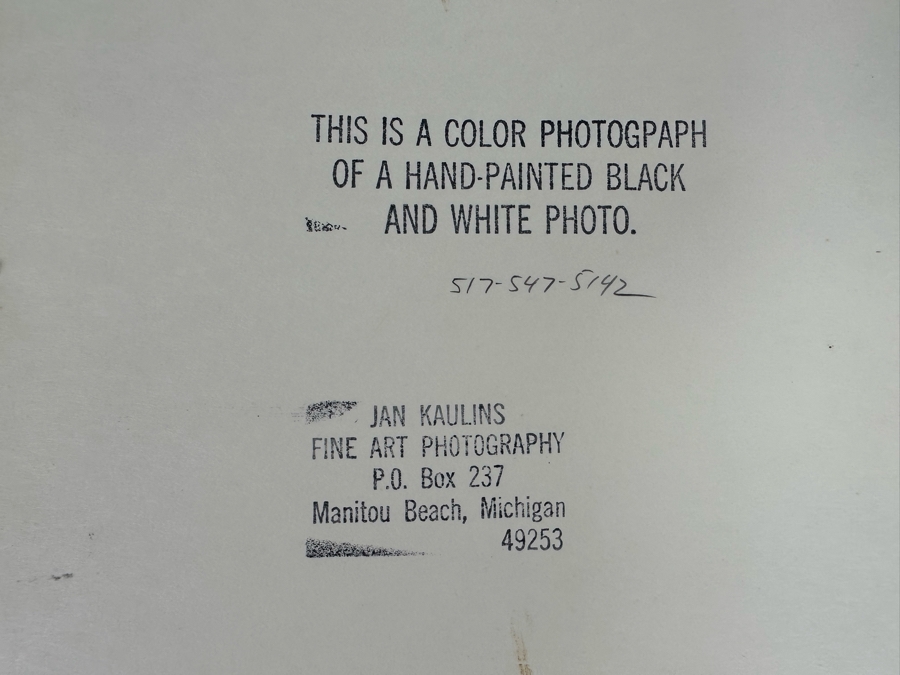 THIS IS A COLOR PHOTOGPAPH
OF A HAND-PAINTED BLACK
AND WHITE PHOTO.
517-547-5142
JAN KAULINS
FINE ART PHOTOGRAPHY
P.O. Box 237
Manitou Beach, Michigan
49253